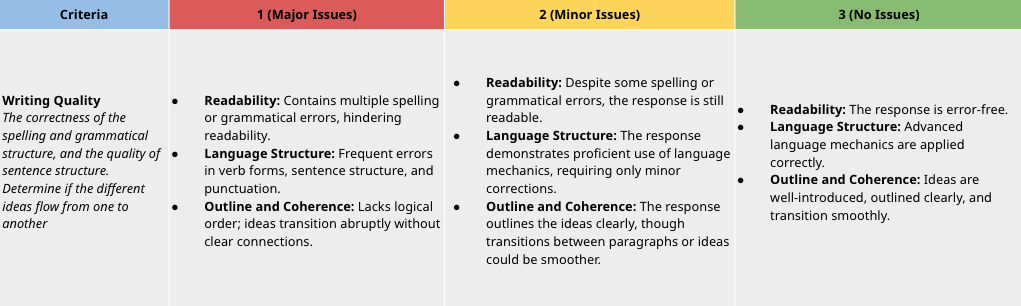 Criteria
1 (Major Issues)
2 (Minor Issues)
3 (No Issues)
Writing Quality
The correctness of the
spelling and grammatical
structure, and the quality of
sentence structure.
Determine if the different
ideas flow from one to
another
● Readability: Contains multiple spelling
or grammatical errors, hindering
readability.
● Language Structure: Frequent errors
in verb forms, sentence structure, and
punctuation.
● Outline and Coherence: Lacks logical
order; ideas transition abruptly without
clear connections.
● Readability: Despite some spelling or
grammatical errors, the response is still
readable.
● Language Structure: The response
demonstrates proficient use of language
mechanics, requiring only minor
corrections.
● Outline and Coherence: The response
outlines the ideas clearly, though
transitions between paragraphs or ideas
could be smoother.
● Readability: The response is error-free.
● Language Structure: Advanced
language mechanics are applied
correctly.
● Outline and Coherence: Ideas are
well-introduced, outlined clearly, and
transition smoothly.